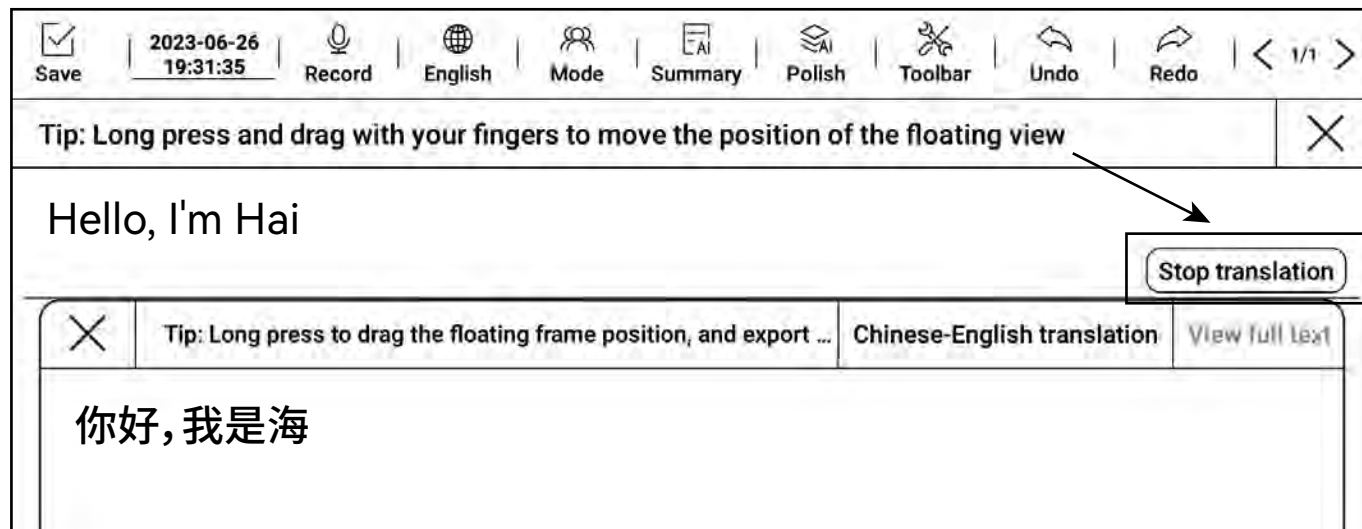 Save 2023-06-26 Record English Mode Summary Polish Toolbar Undo Redo 1/1
19:31:35
AI AI
Tip: Long press and drag with your fingers to move the position of the floating view
Hello, I'm Hai
Stop translation
Tip: Long press to drag the floating frame position, and export ... Chinese-English translation View full text
你好，我是海